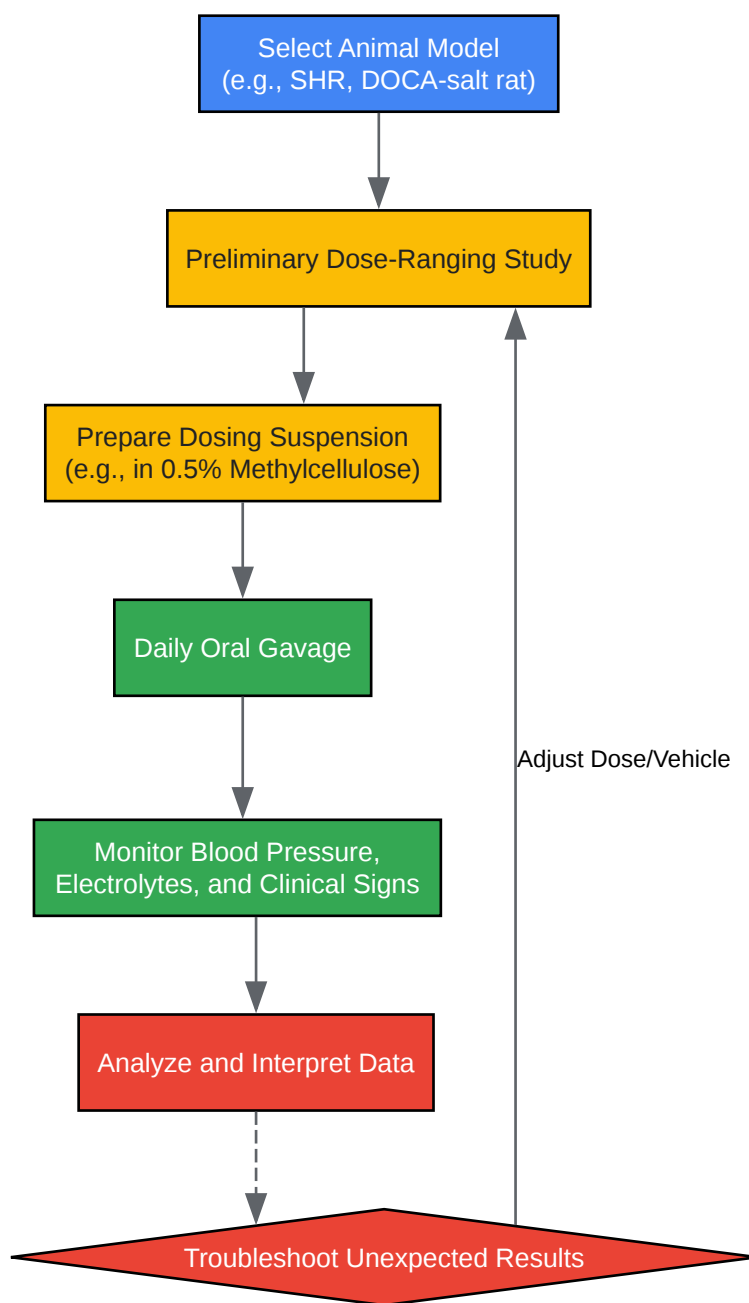 Select Animal Model
(e.g., SHR, DOCA-salt rat)
Preliminary Dose-Ranging Study
Prepare Dosing Suspension
(e.g., in 0.5% Methylcellulose)
Daily Oral Gavage
Adjust Dose/Vehicle
Monitor Blood Pressure,
Electrolytes, and Clinical Signs
Analyze and Interpret Data
Troubleshoot Unexpected Results